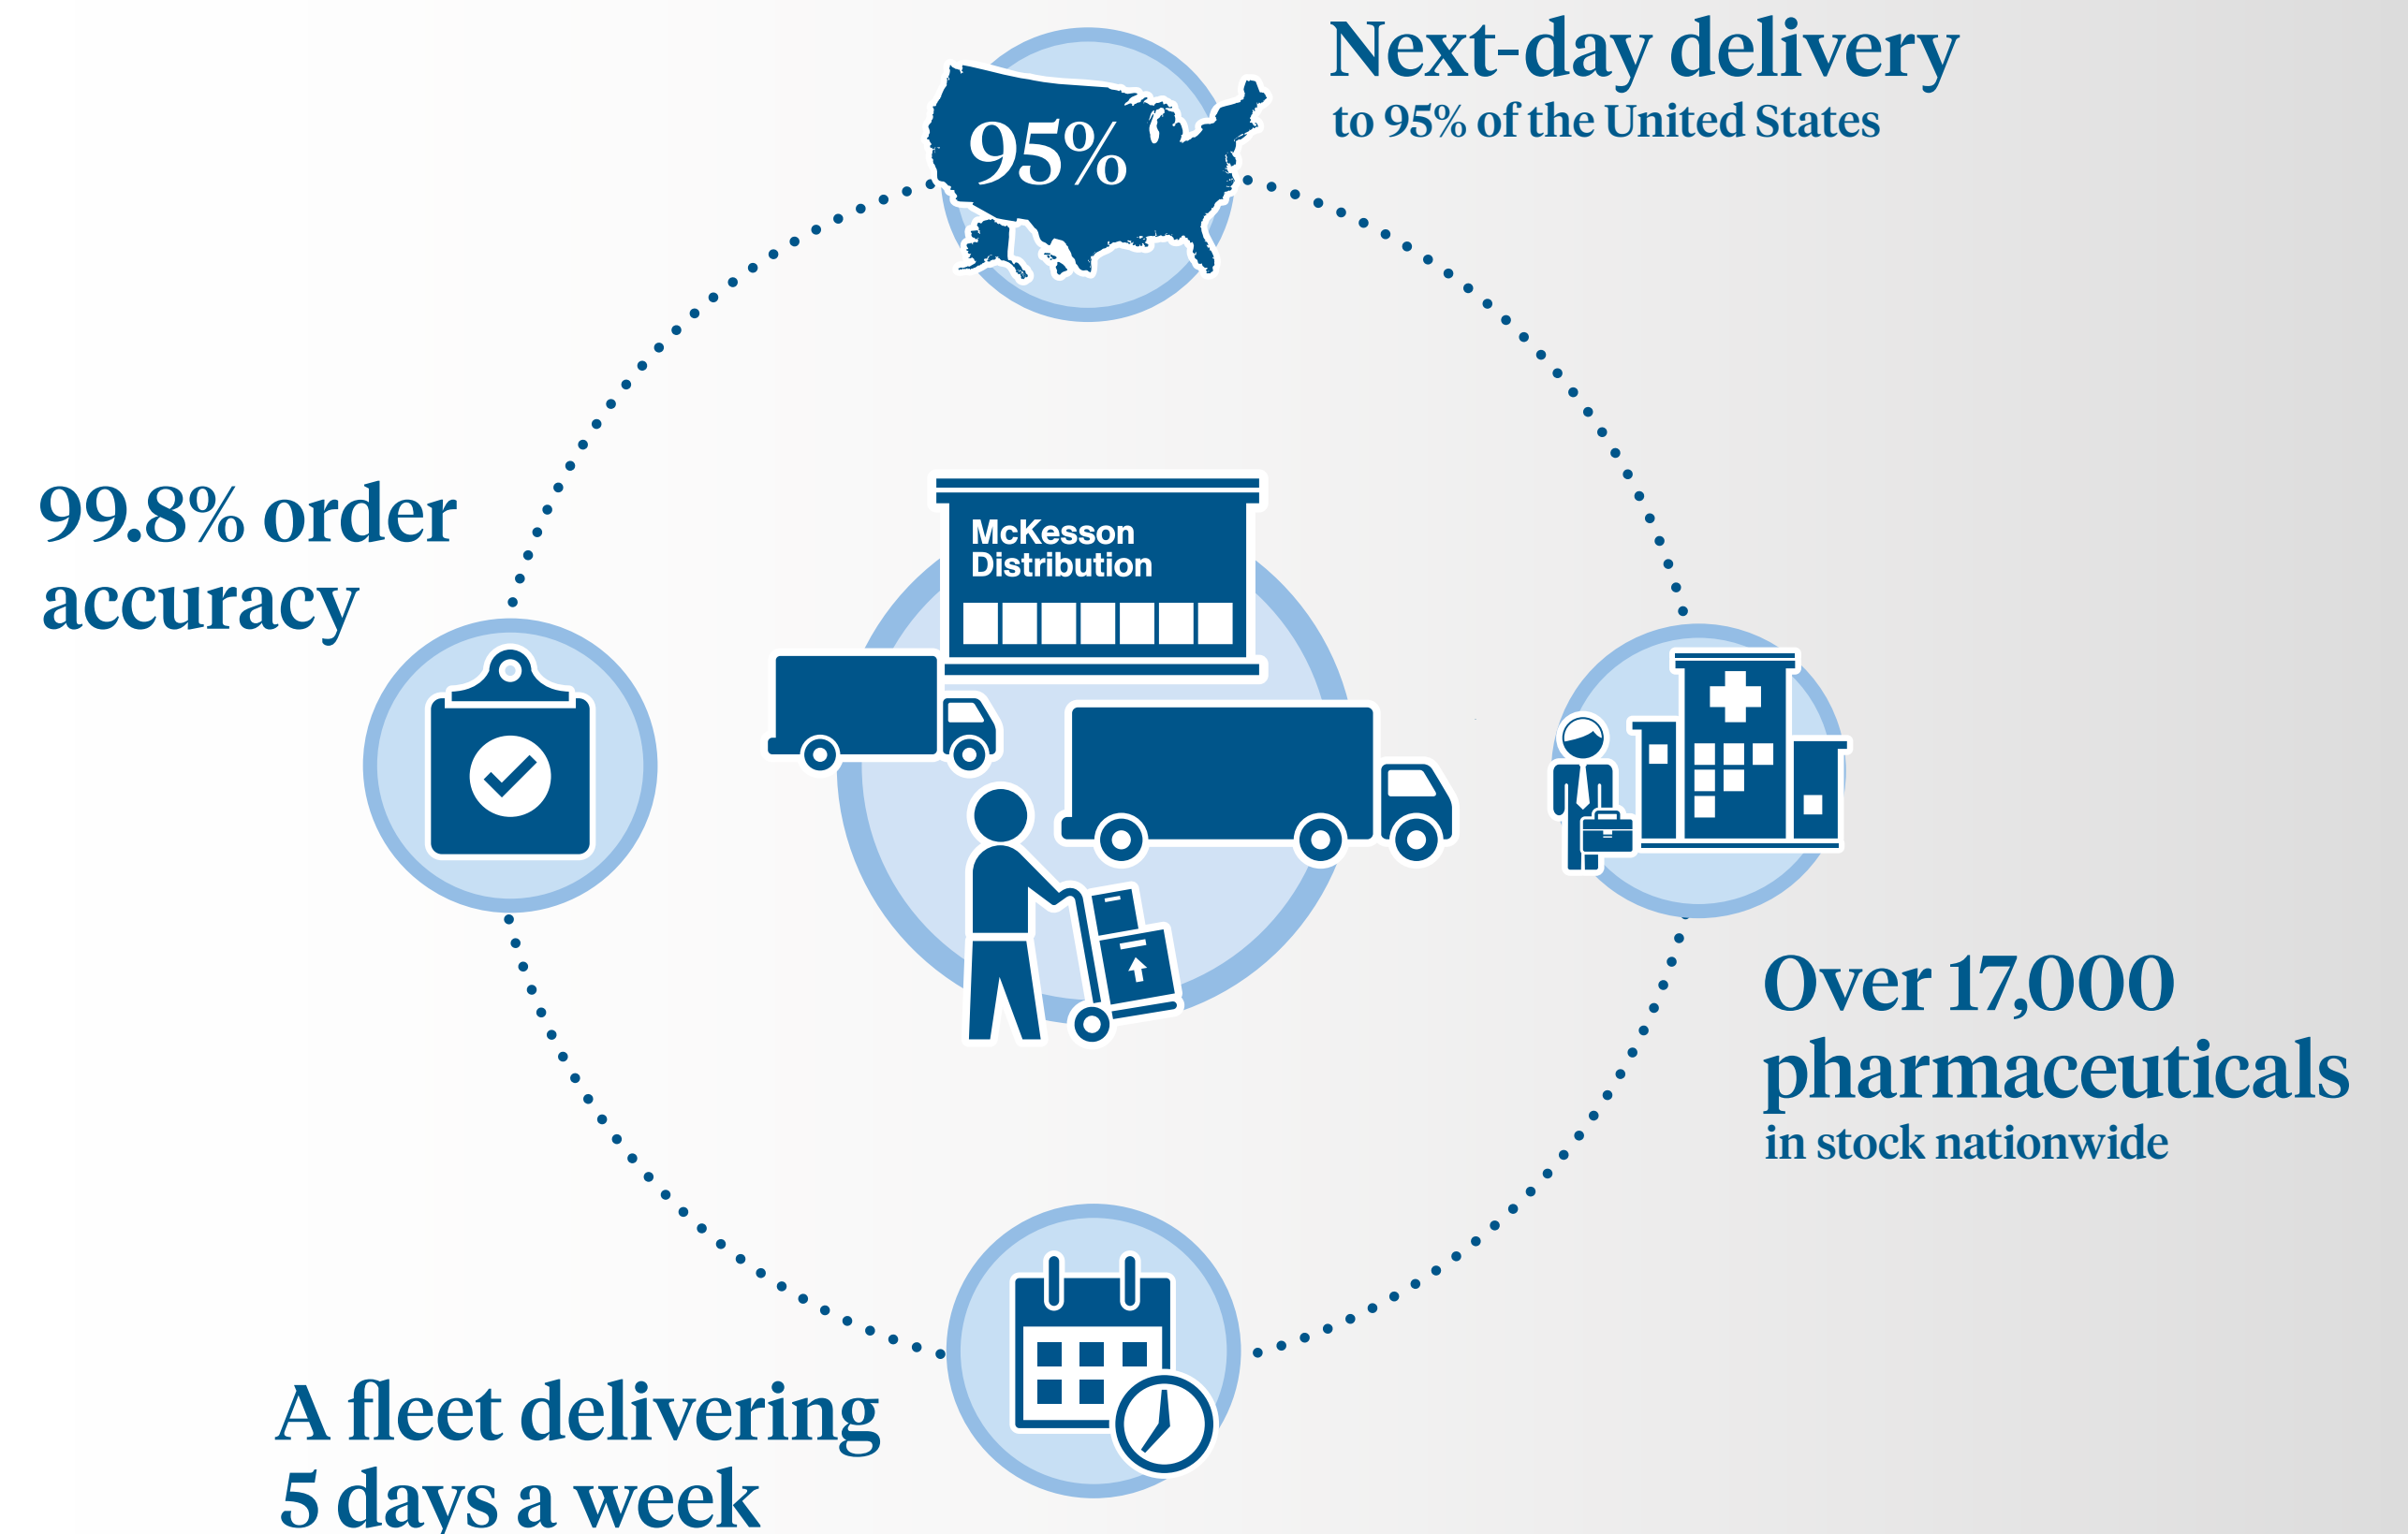 Next-day delivery
to 95% of the United States
95%
99.8% order
accuracy
McKesson
Distribution
Over 17,000
pharmaceuticals
in stock nationwide
A fleet delivering
5 days a week